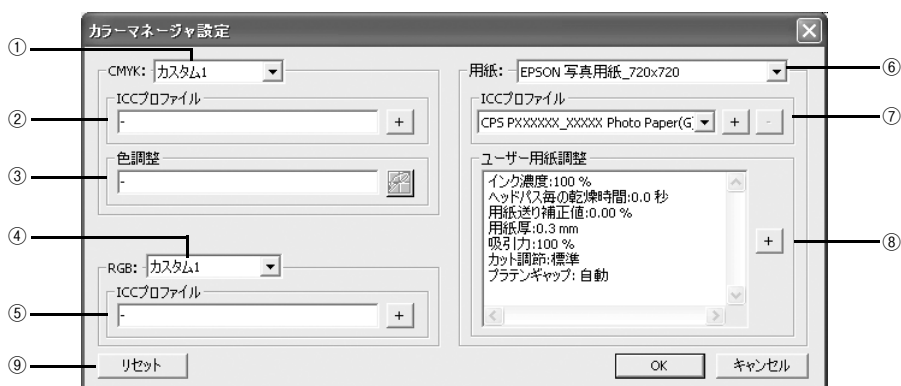 カラーマネージャ設定
① CMYK: カスタム1
② ICCプロファイル
-
+
③ 色調整
-
④ RGB: カスタム1
⑤ ICCプロファイル
-
+
⑥ 用紙: EPSON 写真用紙_720x720
⑦ ICCプロファイル
CPS PXXXXXX_XXXXX Photo Paper(G
+ -
⑧ ユーザー用紙調整
インク濃度:100 %
ヘッドパス毎の乾燥時間:0.0 秒
用紙送り補正値:0.00 %
用紙厚:0.3 mm
吸引力:100 %
カット調節:標準
プラテンギャップ: 自動
+
⑨ リセット
OK
キャンセル